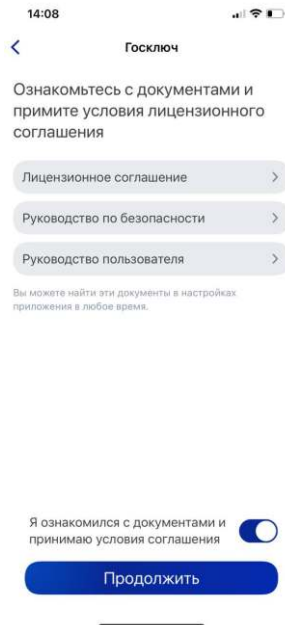 14:08
Госключ
Ознакомьтесь с документами и
примите условия лицензионного
соглашения
Лицензионное соглашение
Руководство по безопасности
Руководство пользователя
Вы можете найти эти документы в настройках
приложения в любое время.
Я ознакомился с документами и
принимаю условия соглашения
Продолжить